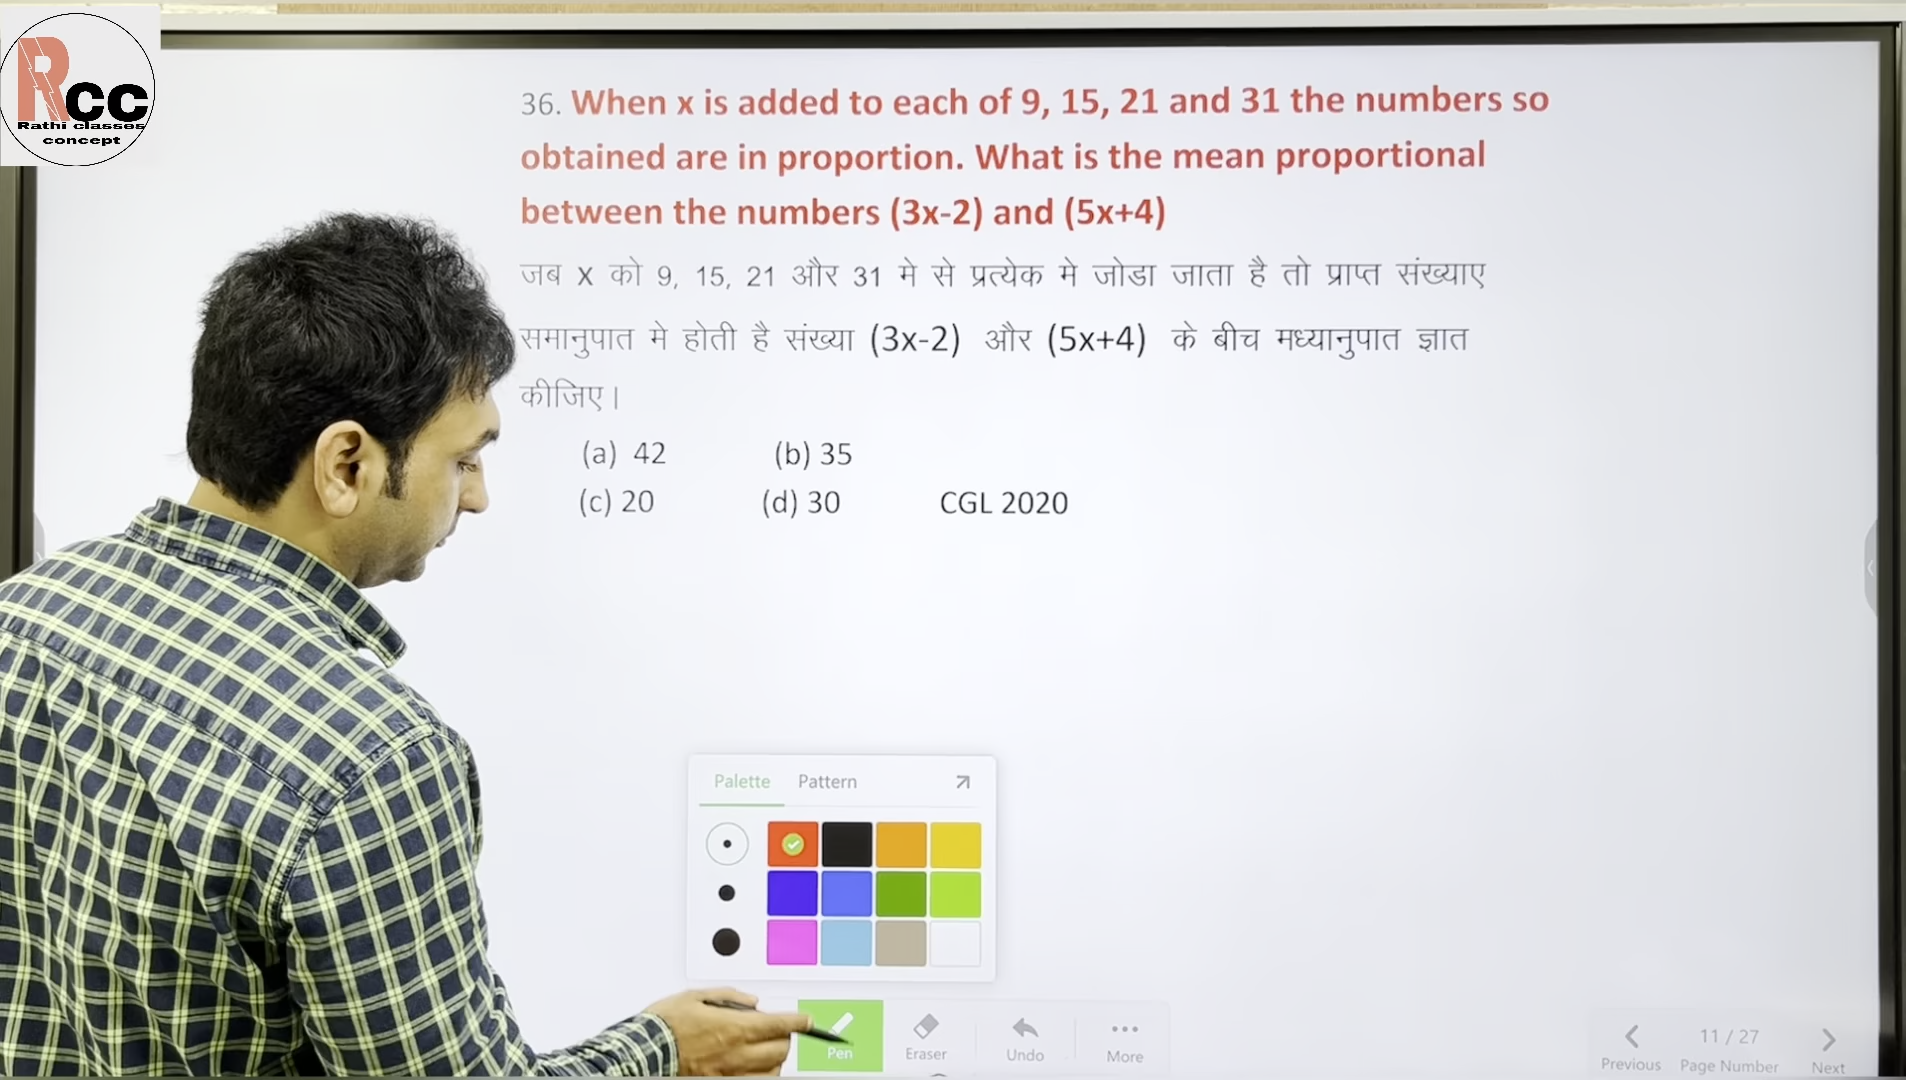 Rcc
Rathi classes
concept
36. When x is added to each of 9, 15, 21 and 31 the numbers so
obtained are in proportion. What is the mean proportional
between the numbers (3x-2) and (5x+4)
जब x को 9, 15, 21 और 31 मे से प्रत्येक मे जोडा जाता है तो प्राप्त संख्याए
समानुपात मे होती है संख्या (3x-2) और (5x+4) के बीच मध्यानुपात ज्ञात
कीजिए।
(a) 42 (b) 35
(c) 20 (d) 30 CGL 2020
Palette Pattern
Pen Eraser Undo More
11 / 27
Previous Page Number Next